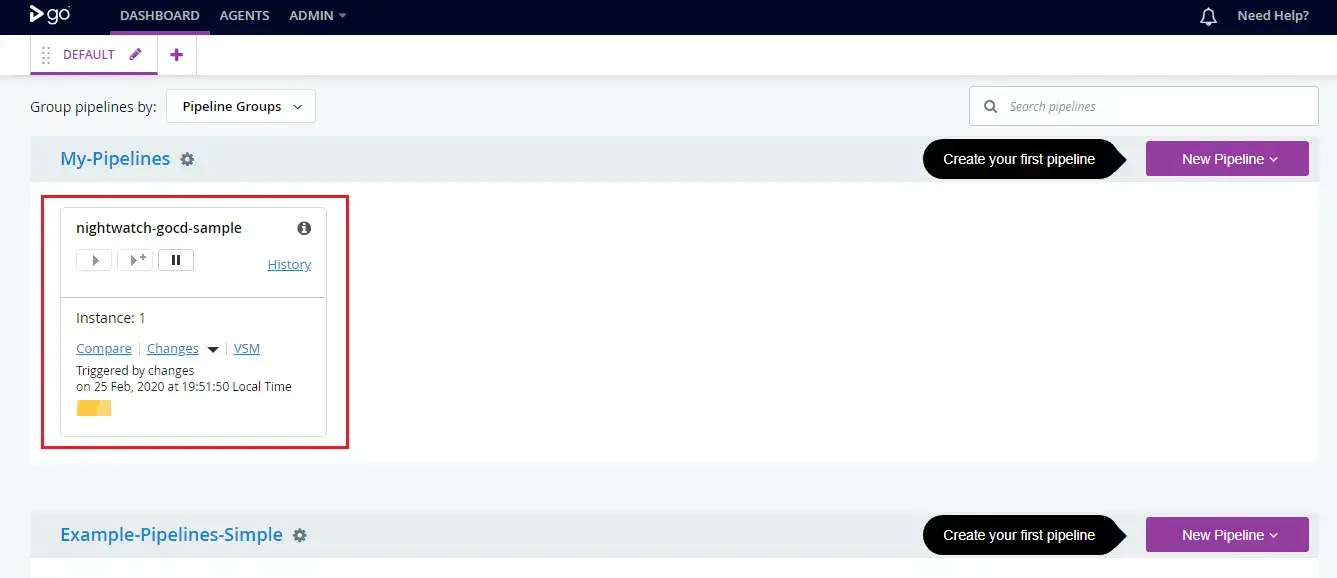 go
DASHBOARD AGENTS ADMIN
Need Help?
DEFAULT
Group pipelines by: Pipeline Groups
Search pipelines
My-Pipelines
Create your first pipeline
New Pipeline
nightwatch-gocd-sample
History
Instance: 1
Compare Changes VSM
Triggered by changes
on 25 Feb, 2020 at 19:51:50 Local Time
Example-Pipelines-Simple
Create your first pipeline
New Pipeline